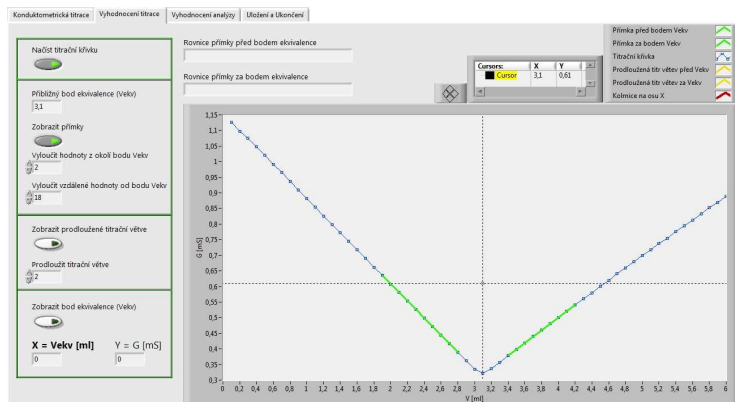 Konduktometrická titrace
Vyhodnocení titrace
Vyhodnocení analýzy
Uložení a Ukončení
Načíst titrační křivku
Přibližný bod ekvivalence (Vekv)
3,1
Zobrazit přímky
Vyloučit hodnoty z okolí bodu Vekv
2
Vyloučit vzdálené hodnoty od bodu Vekv
18
Zobrazit prodloužené titrační větve
Prodloužit titrační větve
2
Zobrazit bod ekvivalence (Vekv)
X = Vekv [ml]
Y = G [mS]
0
0
Rovnice přímky před bodem ekvivalence
Rovnice přímky za bodem ekvivalence
Cursors: X Y
Cursor 3,1 0,61
Přímka před bodem Vekv
Přímka za bodem Vekv
Titrační křivka
Prodloužená titr větev před Vekv
Prodloužená titr větev za Vekv
Kolmice na osu X
G [mS]
1,15
1,1
1,05
1
0,95
0,9
0,85
0,8
0,75
0,7
0,65
0,6
0,55
0,5
0,45
0,4
0,35
0,3
0 0,2 0,4 0,6 0,8 1 1,2 1,4 1,6 1,8 2 2,2 2,4 2,6 2,8 3 3,2 3,4 3,6 3,8 4 4,2 4,4 4,6 4,8 5 5,2 5,4 5,6 5,8 6
V [ml]